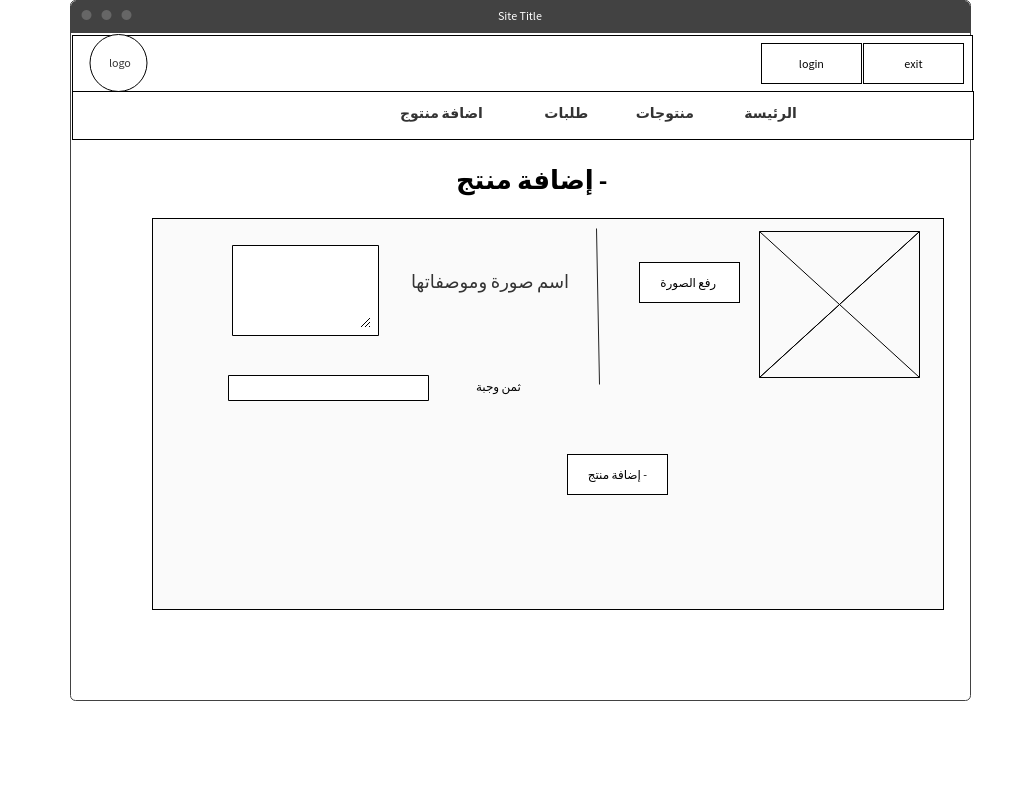 Site Title
logo
login
exit
الرئيسة
منتوجات
طلبات
اضافة منتوج
- إضافة منتج
رفع الصورة
اسم صورة وموصفاتها
ثمن وجبة
- إضافة منتج